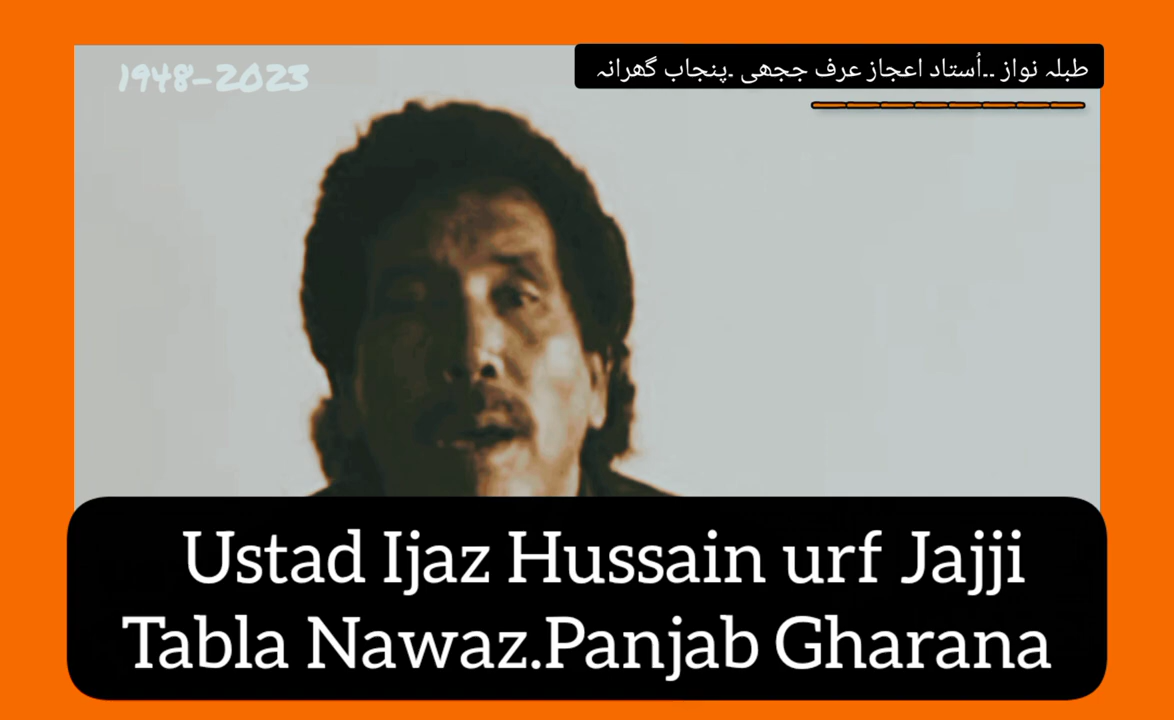 1948-2023
طبلہ نواز ..اُستاد اعجاز عرف ججھی .پنجاب گھرانہ
Ustad Ijaz Hussain urf Jajji
Tabla Nawaz.Panjab Gharana